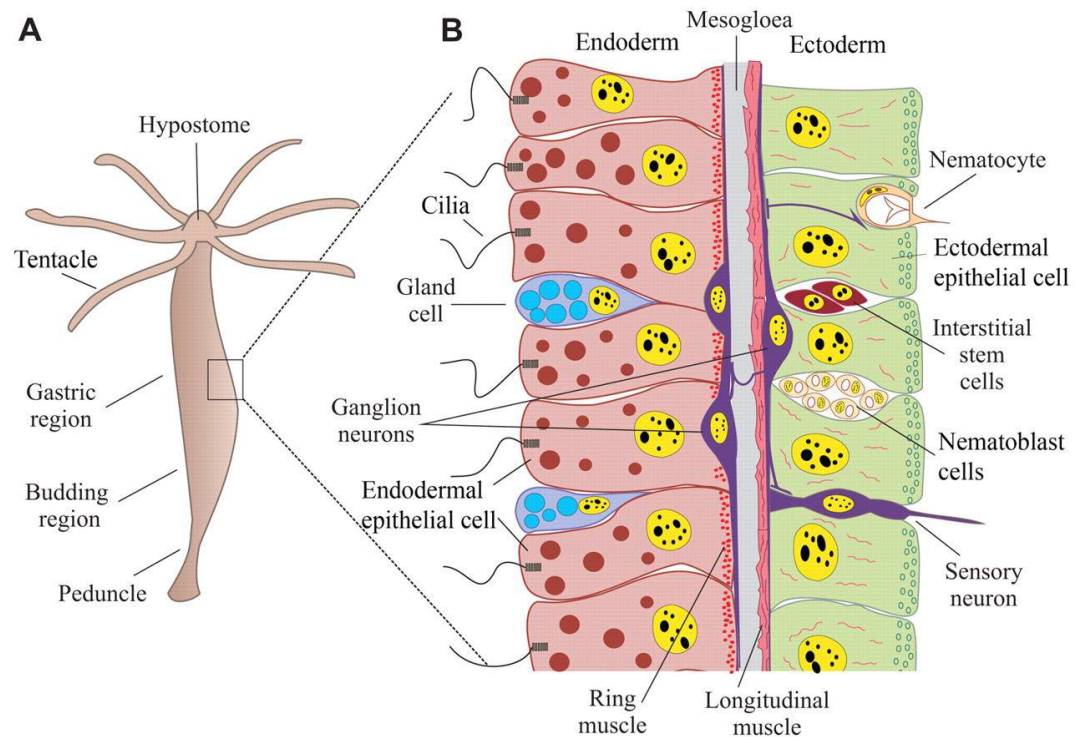 A
Hypostome
Tentacle
Gastric
region
Budding
region
Peduncle
B
Mesogloea
Endoderm
Ectoderm
Cilia
Gland
cell
Ganglion
neurons
Endodermal
epithelial cell
Nematocyte
Ectodermal
epithelial cell
Interstitial
stem
cells
Nematoblast
cells
Sensory
neuron
Ring
muscle
Longitudinal
muscle